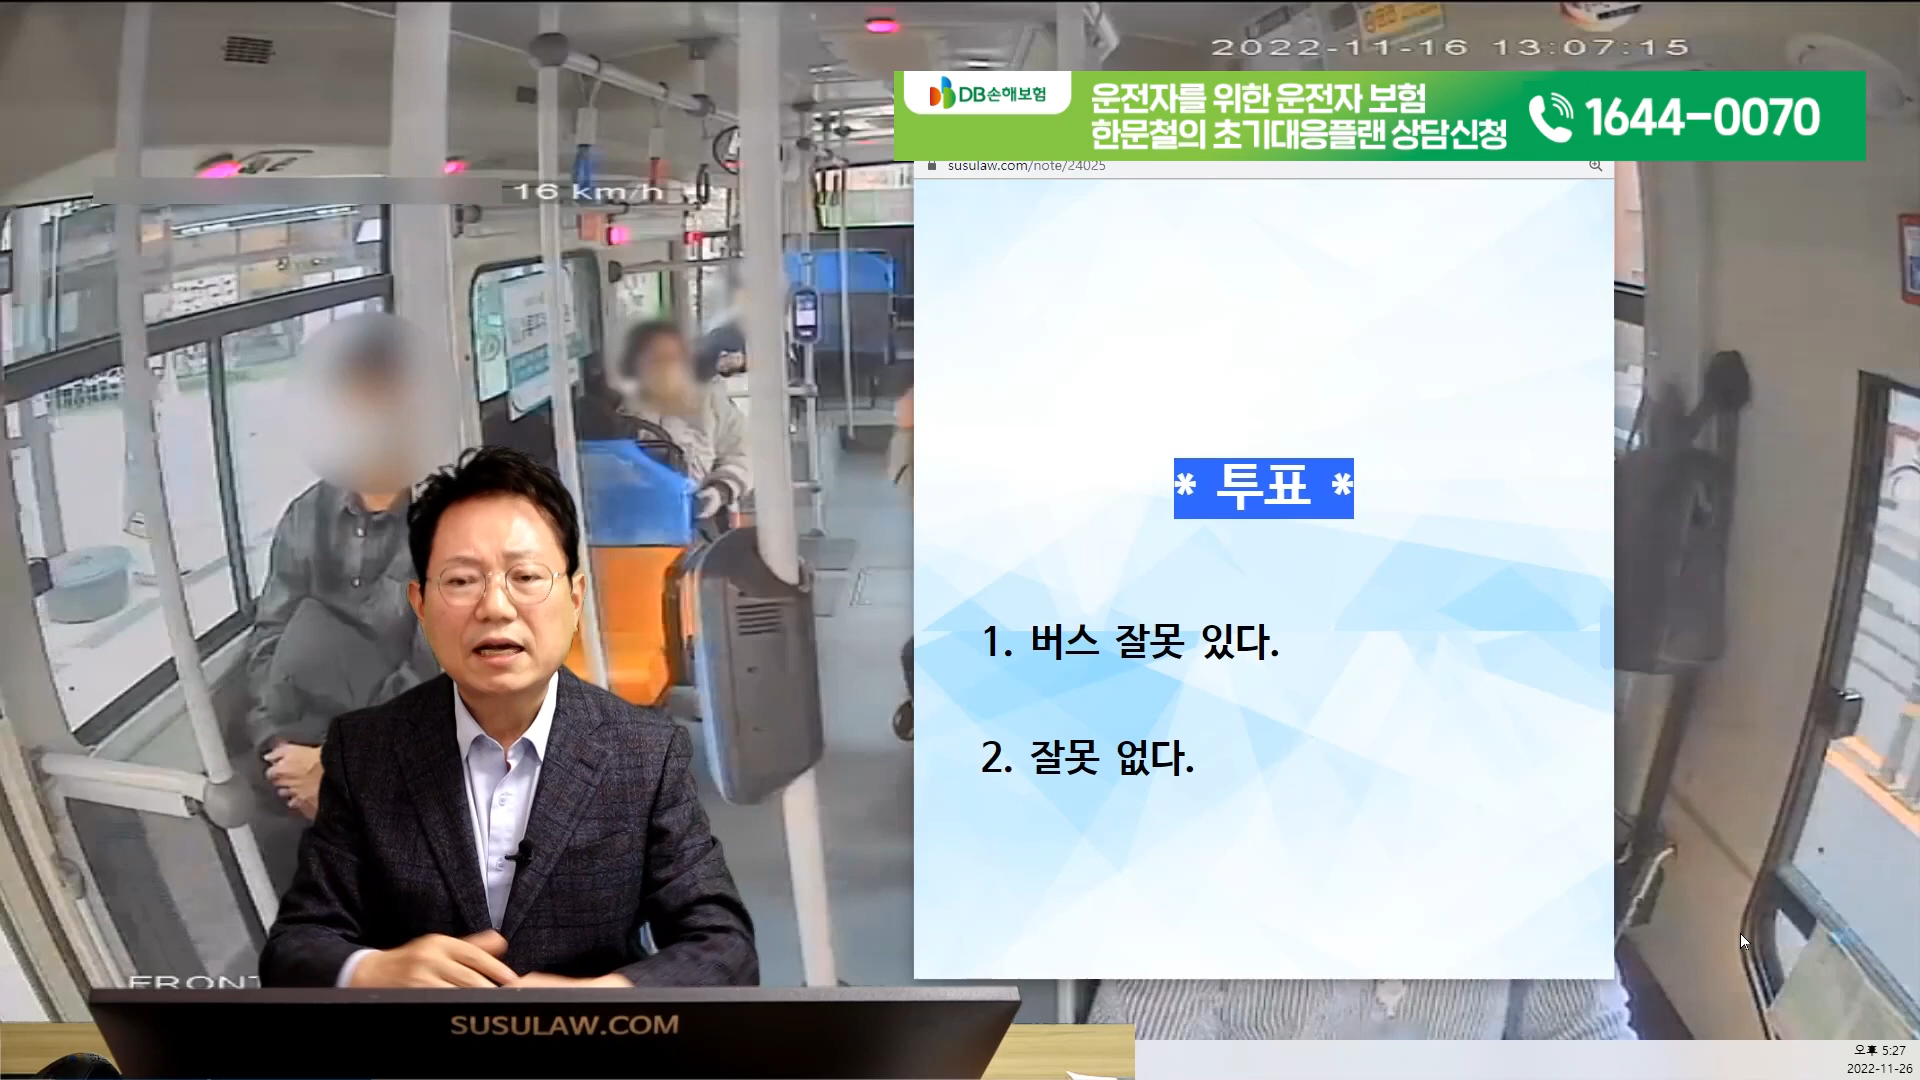 2022-11-16 13:07:15
DB손해보험
운전자를 위한 운전자 보험
한문철의 초기대응플랜 상담신청
1644-0070
susulaw.com/note/24025
16 km/h
* 투표 *
1. 버스 잘못 있다.
2. 잘못 없다.
FRONT
SUSULAW.COM
오후 5:27
2022-11-26